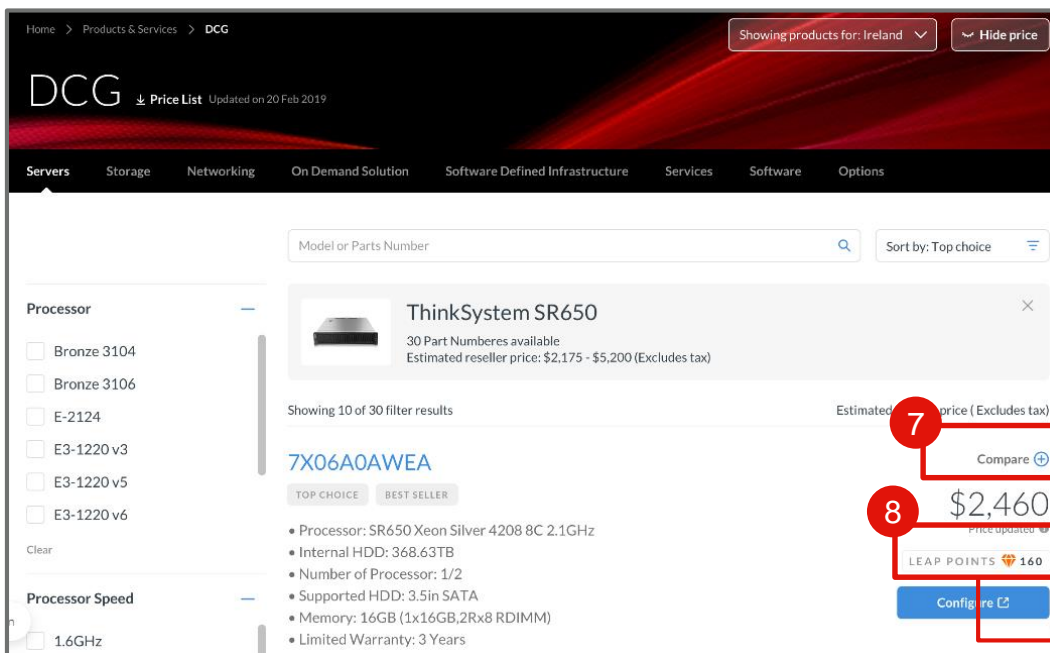 Home > Products & Services > DCG
Showing products for: Ireland
Hide price
DCG Price List Updated on 20 Feb 2019
Servers Storage Networking On Demand Solution Software Defined Infrastructure Services Software Options
Model or Parts Number
Sort by: Top choice
Processor
Bronze 3104
Bronze 3106
E-2124
E3-1220 v3
E3-1220 v5
E3-1220 v6
Clear
Processor Speed
1.6GHz
ThinkSystem SR650
30 Part Numberes available
Estimated reseller price: $2,175 - $5,200 (Excludes tax)
Showing 10 of 30 filter results
Estimated price ( Excludes tax)
7
7X06A0AWEA
Compare
TOP CHOICE BEST SELLER
$2,460
8
Price updated
• Processor: SR650 Xeon Silver 4208 8C 2.1GHz
• Internal HDD: 368.63TB
• Number of Processor: 1/2
• Supported HDD: 3.5in SATA
• Memory: 16GB (1x16GB,2Rx8 RDIMM)
• Limited Warranty: 3 Years
LEAP POINTS 160
Configure